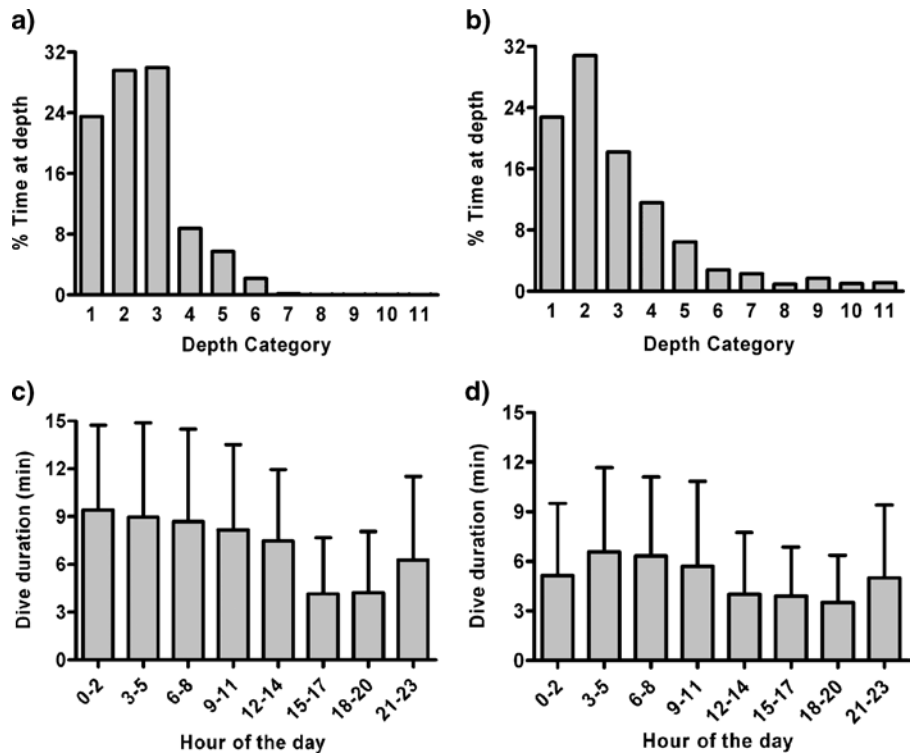 a)
% Time at depth
32
24
16
8
0
1 2 3 4 5 6 7 8 9 10 11
Depth Category
b)
% Time at depth
32
24
16
8
0
1 2 3 4 5 6 7 8 9 10 11
Depth Category
c)
Dive duration (min)
15
12
9
6
3
0
0-2 3-5 6-8 9-11 12-14 15-17 18-20 21-23
Hour of the day
d)
Dive duration (min)
15
12
9
6
3
0
0-2 3-5 6-8 9-11 12-14 15-17 18-20 21-23
Hour of the day